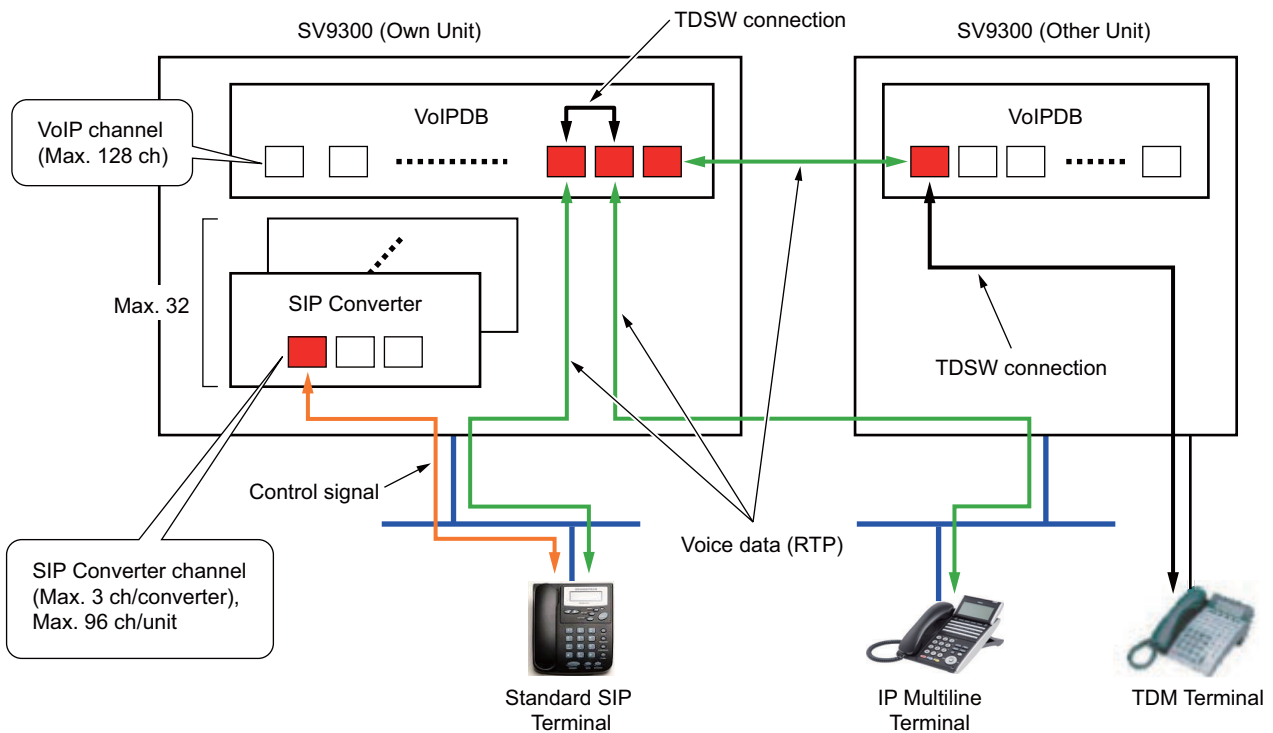 TDSW connection
SV9300 (Own Unit)
SV9300 (Other Unit)
VoIPDB
VoIPDB
VoIP channel
(Max. 128 ch)
Max. 32
SIP Converter
TDSW connection
Control signal
Voice data (RTP)
SIP Converter channel
(Max. 3 ch/converter),
Max. 96 ch/unit
Standard SIP
Terminal
IP Multiline
Terminal
TDM Terminal